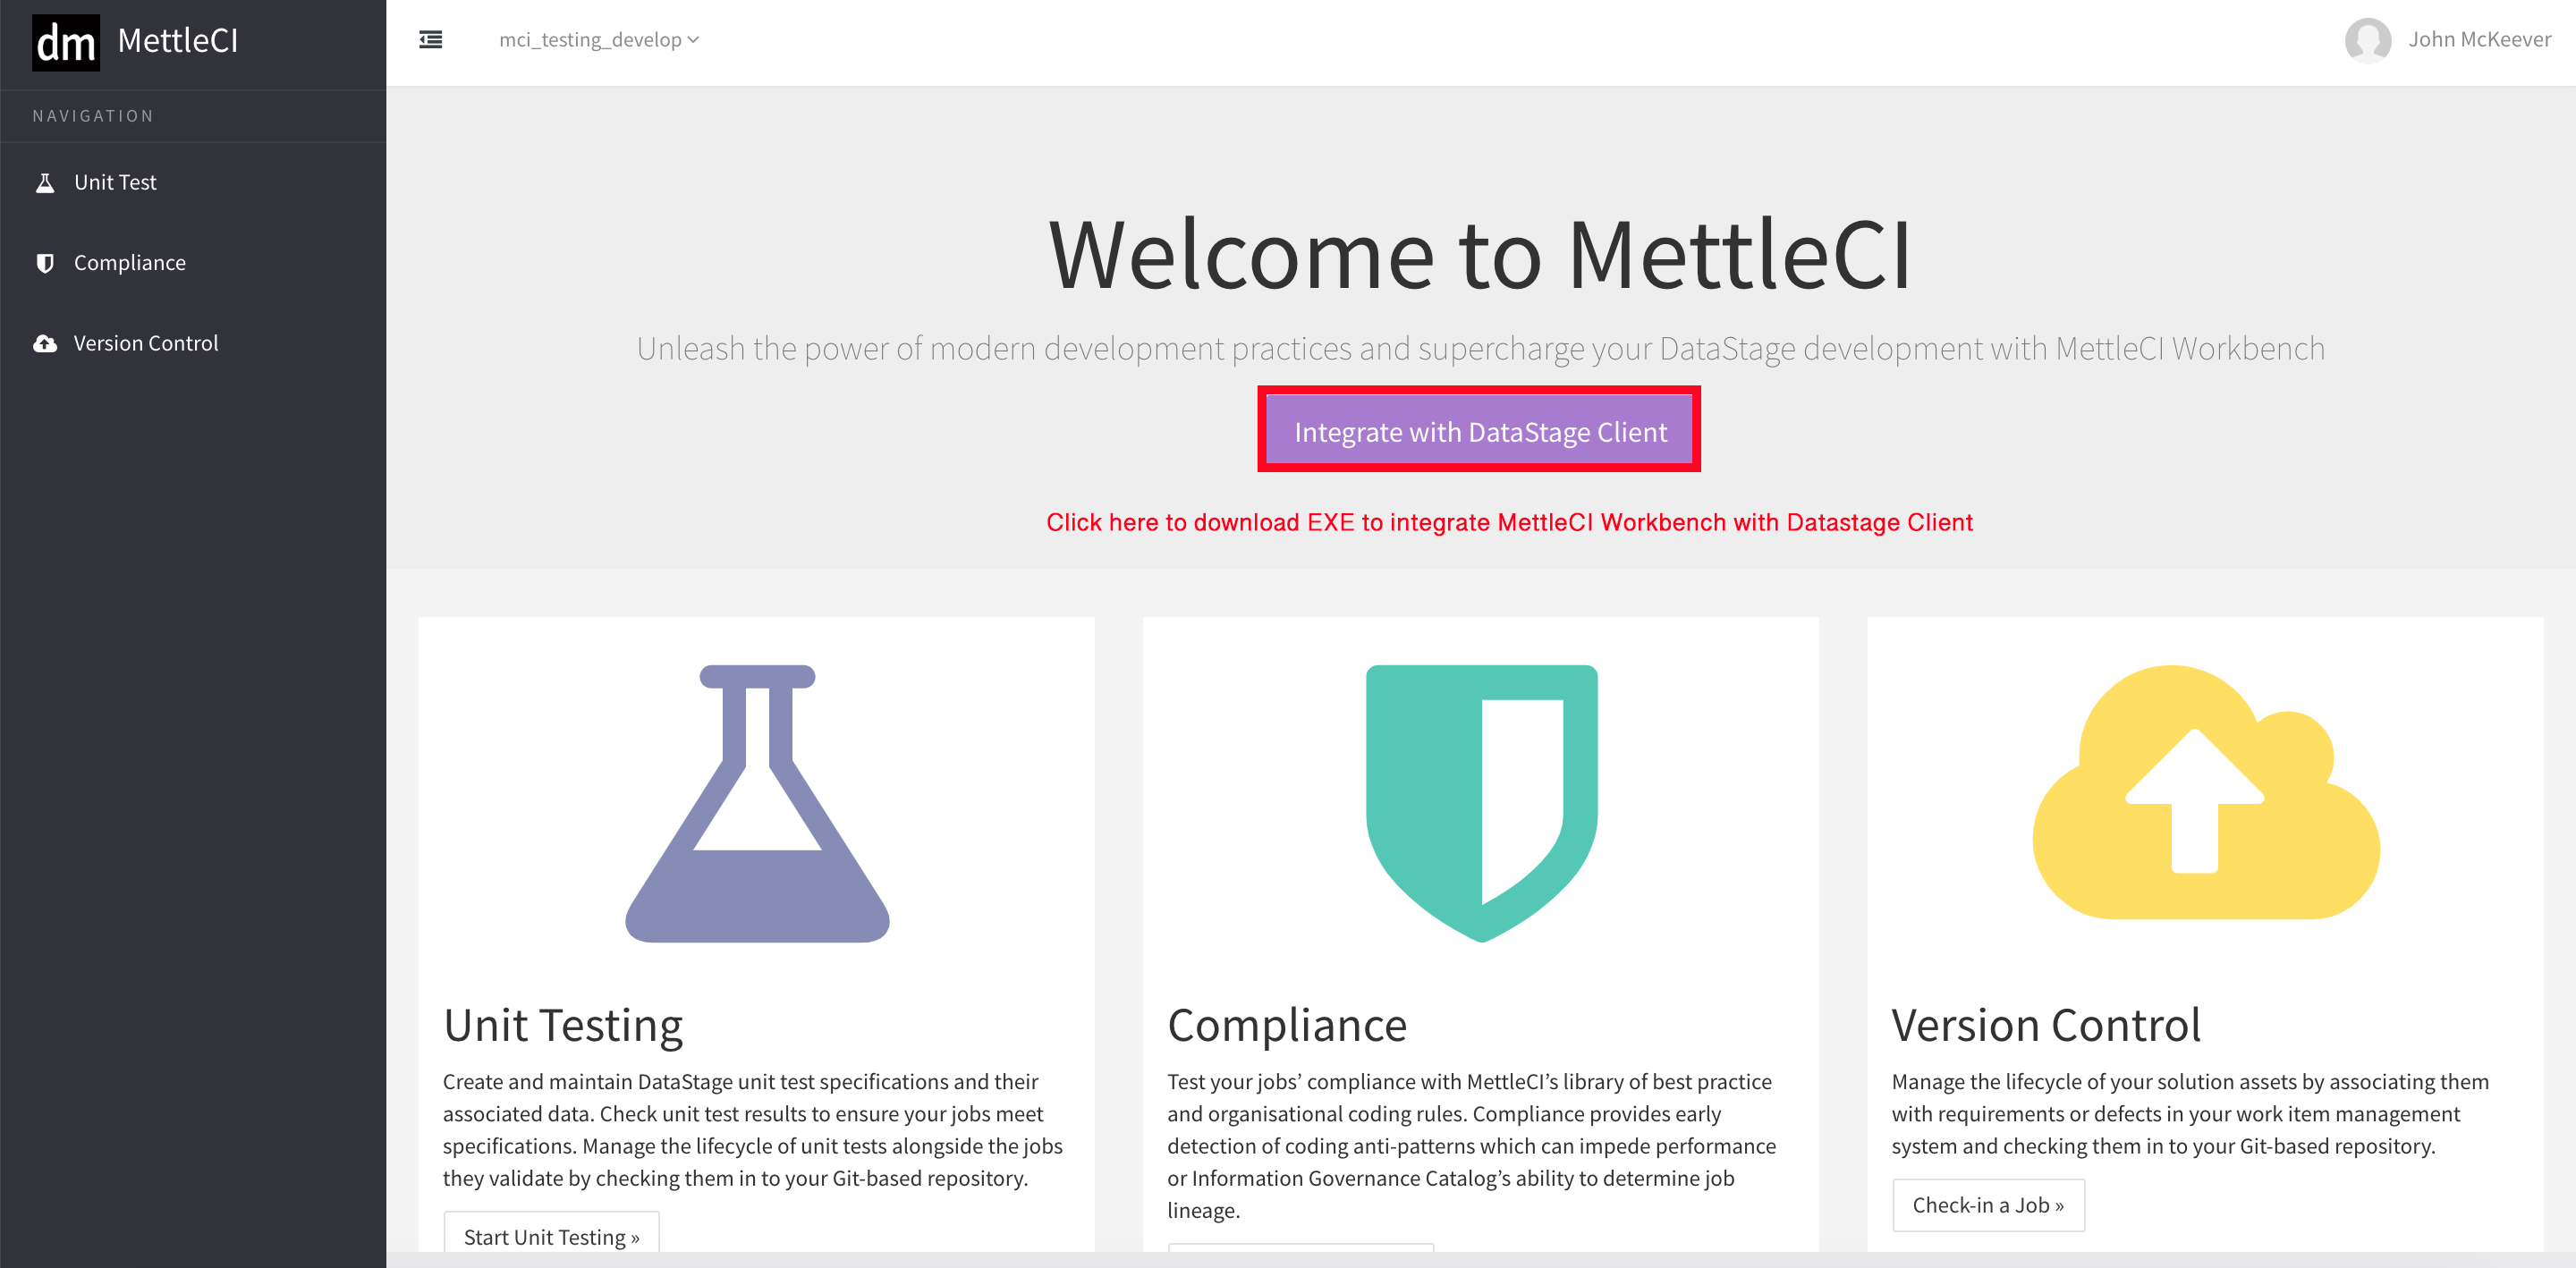 dm MettleCI
mci_testing_develop
John McKeever
NAVIGATION
Unit Test
Compliance
Version Control
Welcome to MettleCI
Unleash the power of modern development practices and supercharge your DataStage development with MettleCI Workbench
Integrate with DataStage Client
Click here to download EXE to integrate MettleCI Workbench with Datastage Client
Unit Testing
Create and maintain DataStage unit test specifications and their
associated data. Check unit test results to ensure your jobs meet
specifications. Manage the lifecycle of unit tests alongside the jobs
they validate by checking them in to your Git-based repository.
Start Unit Testing »
Compliance
Test your jobs’ compliance with MettleCI’s library of best practice
and organisational coding rules. Compliance provides early
detection of coding anti-patterns which can impede performance
or Information Governance Catalog’s ability to determine job
lineage.
Version Control
Manage the lifecycle of your solution assets by associating them
with requirements or defects in your work item management
system and checking them in to your Git-based repository.
Check-in a Job »